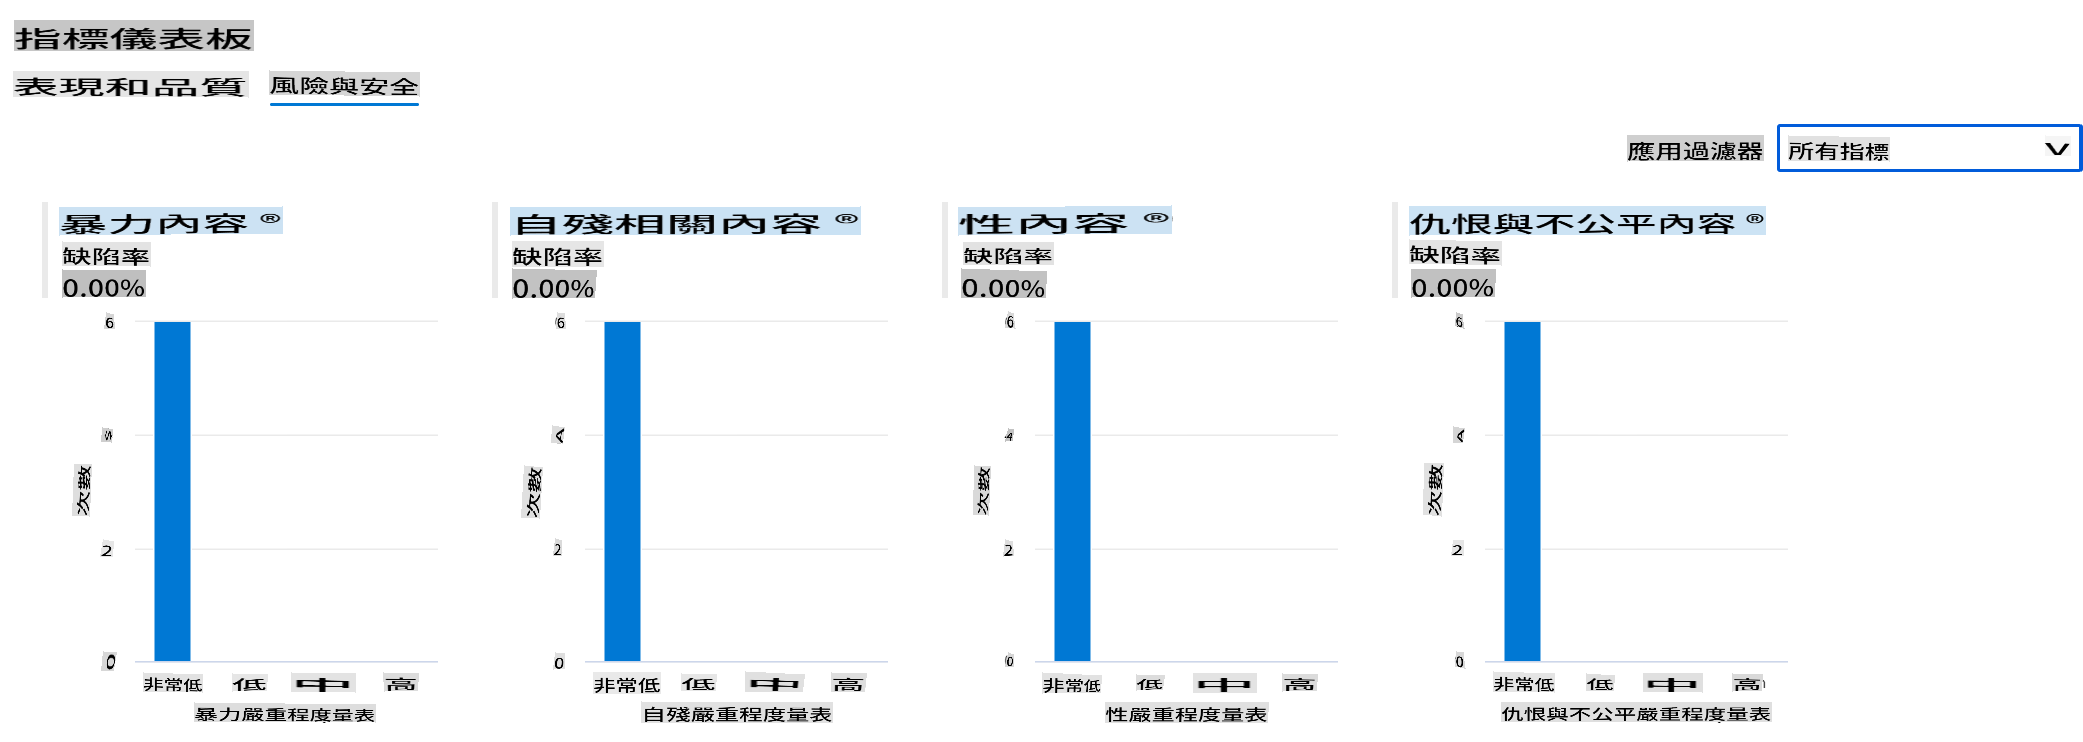 指標儀表板
表現和品質 風險與安全
應用過濾器 所有指標
暴力內容 ®
缺陷率
0.00%
6
4
2
0
次數
非常低 低 中 高
暴力嚴重程度量表
自殘相關內容 ®
缺陷率
0.00%
6
4
2
0
次數
非常低 低 中 高
自殘嚴重程度量表
性內容 ®
缺陷率
0.00%
6
4
2
0
次數
非常低 低 中 高
性嚴重程度量表
仇恨與不公平內容 ®
缺陷率
0.00%
6
4
2
0
次數
非常低 低 中 高
仇恨與不公平嚴重程度量表